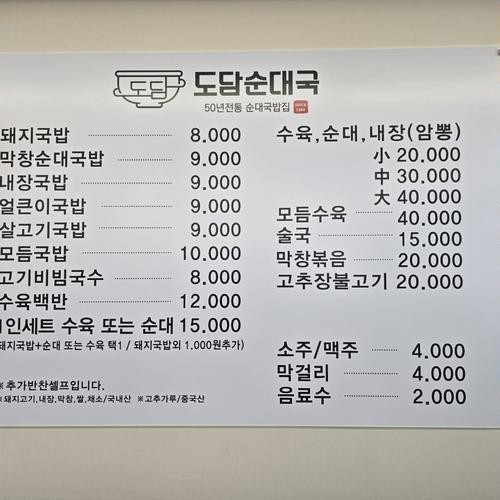 도담
도담순대국
50년전통 순대국밥집
SINCE
돼지국밥 8.000
막창순대국밥 9.000
내장국밥 9.000
얼큰이국밥 9.000
살고기국밥 9.000
모듬국밥 10.000
고기비빔국수 8.000
수육백반 12.000
1인세트 수육 또는 순대 15.000
돼지국밥+순대 또는 수육 택1 / 돼지국밥외 1.000원추가)
※추가반찬셀프입니다.
※돼지고기,내장,막창,쌀,채소/국내산 ※고추가루/중국산
수육,순대,내장(암뽕)
小 20.000
中 30.000
大 40.000
모듬수육 40.000
술국 15.000
막창볶음 20.000
고추장불고기 20.000
소주/맥주 4.000
막걸리 4.000
음료수 2.000